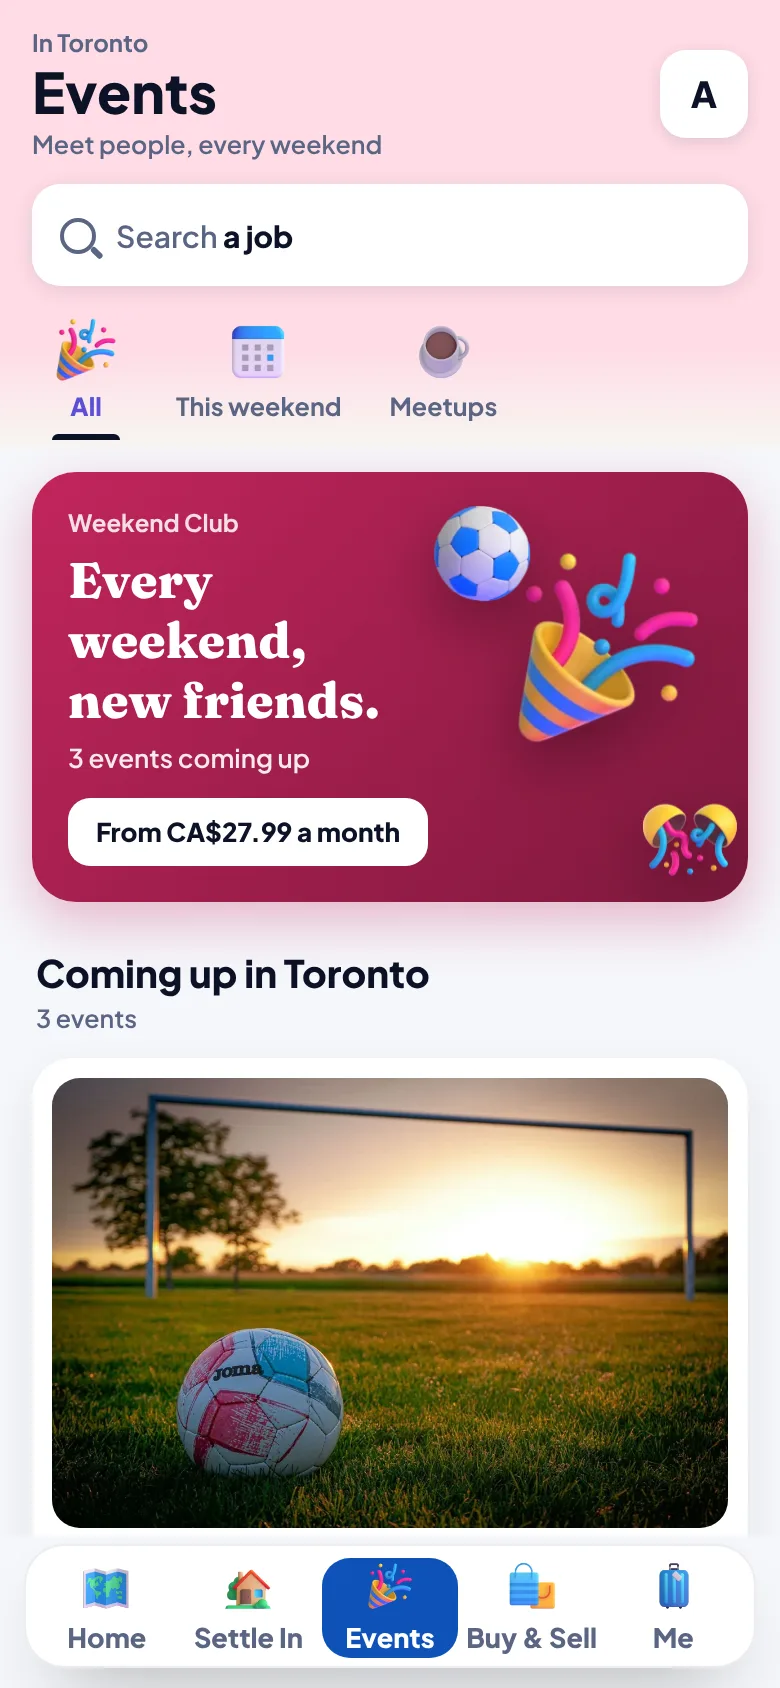 In Toronto
Events
Meet people, every weekend
A
Search a job
All
This weekend
Meetups
Weekend Club
Every
weekend,
new friends.
3 events coming up
From CA$27.99 a month
Coming up in Toronto
3 events
joma
Home
Settle In
Events
Buy & Sell
Me